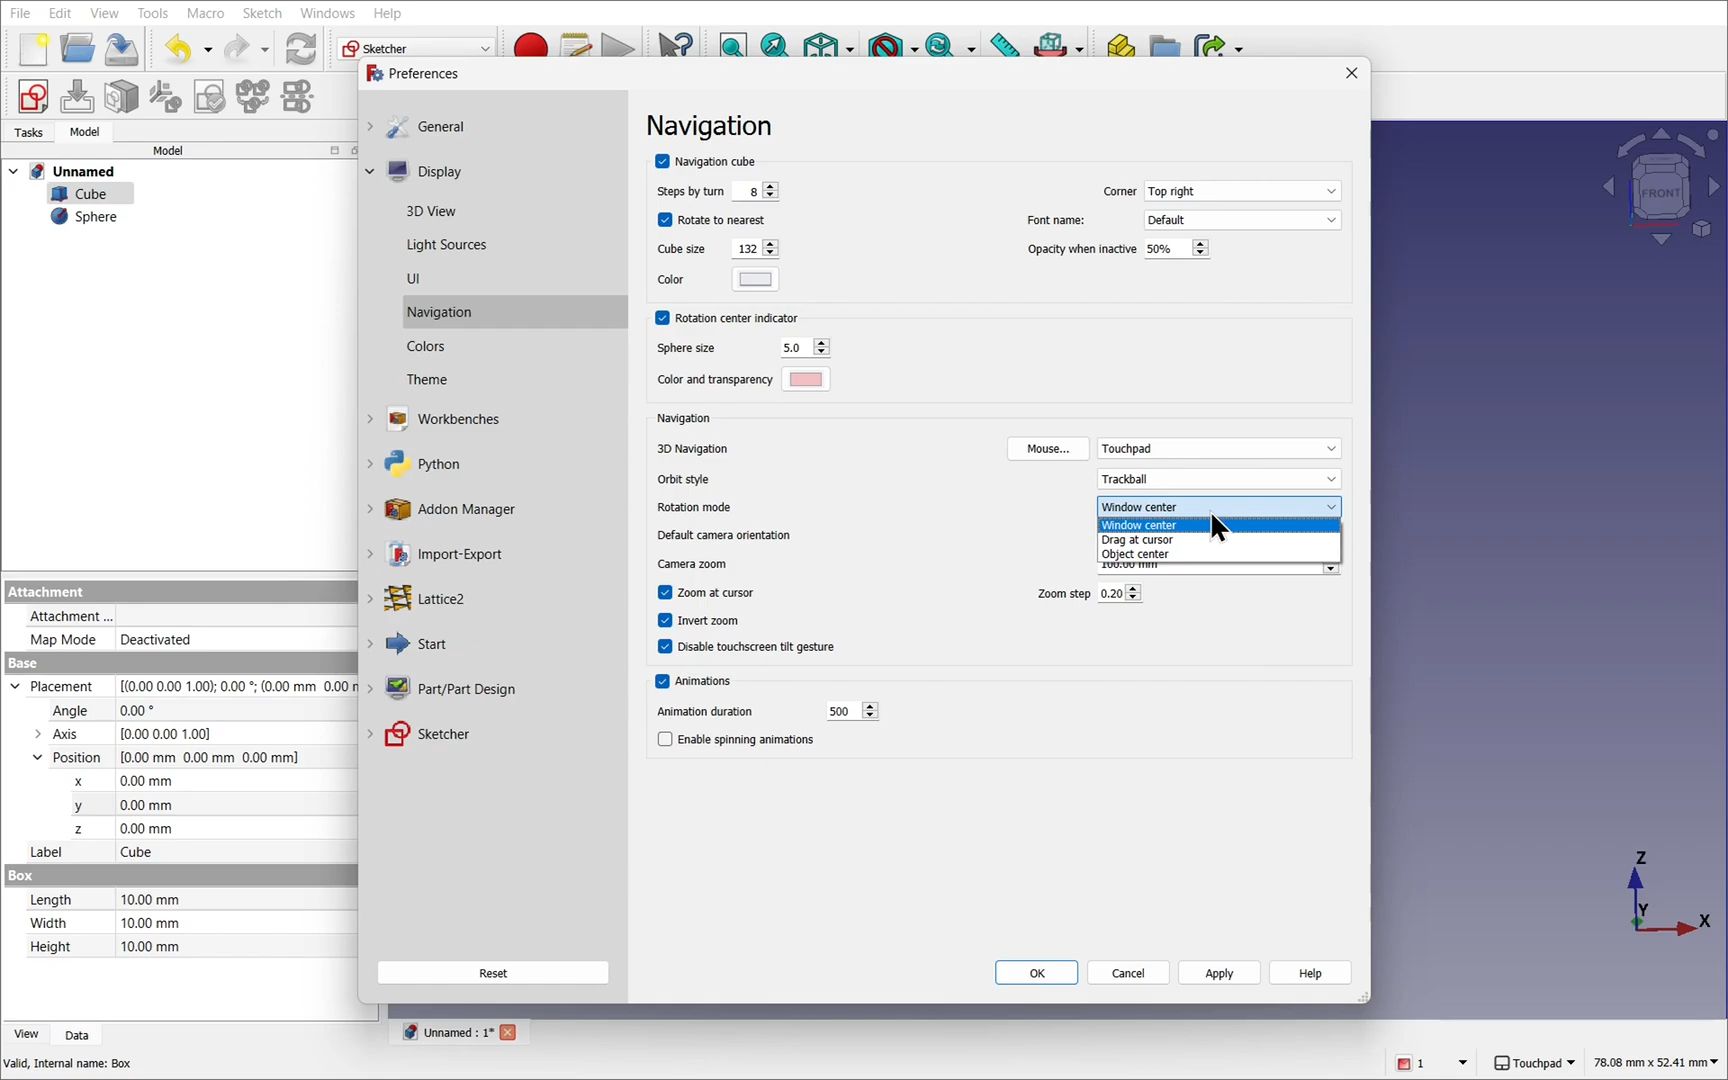 File Edit View Tools Macro Sketch Windows Help
Sketcher
Preferences
Tasks Model
Model
Unnamed
Cube
Sphere
General
Display
3D View
Light Sources
UI
Navigation
Colors
Theme
Workbenches
Python
Addon Manager
Import-Export
Lattice2
Start
Part/Part Design
Sketcher
Reset
Navigation
Navigation cube
Steps by turn 8 Corner Top right
Rotate to nearest Font name: Default
Cube size 132 Opacity when inactive 50%
Color
Rotation center indicator
Sphere size 5.0
Color and transparency
Navigation
3D Navigation Mouse... Touchpad
Orbit style Trackball
Rotation mode Window center
Window center
Drag at cursor
Object center
Default camera orientation
Camera zoom 100.00 mm
Zoom at cursor Zoom step 0.20
Invert zoom
Disable touchscreen tilt gesture
Animations
Animation duration 500
Enable spinning animations
OK Cancel Apply Help
FRONT
Z
Y
X
Attachment
Attachment ...
Map Mode Deactivated
Base
Placement [(0.00 0.00 1.00); 0.00 °; (0.00 mm 0.00
Angle 0.00 °
Axis [0.00 0.00 1.00]
Position [0.00 mm 0.00 mm 0.00 mm]
x 0.00 mm
y 0.00 mm
z 0.00 mm
Label Cube
Box
Length 10.00 mm
Width 10.00 mm
Height 10.00 mm
View Data
Unnamed : 1*
Valid, Internal name: Box
1 Touchpad 78.08 mm x 52.41 mm